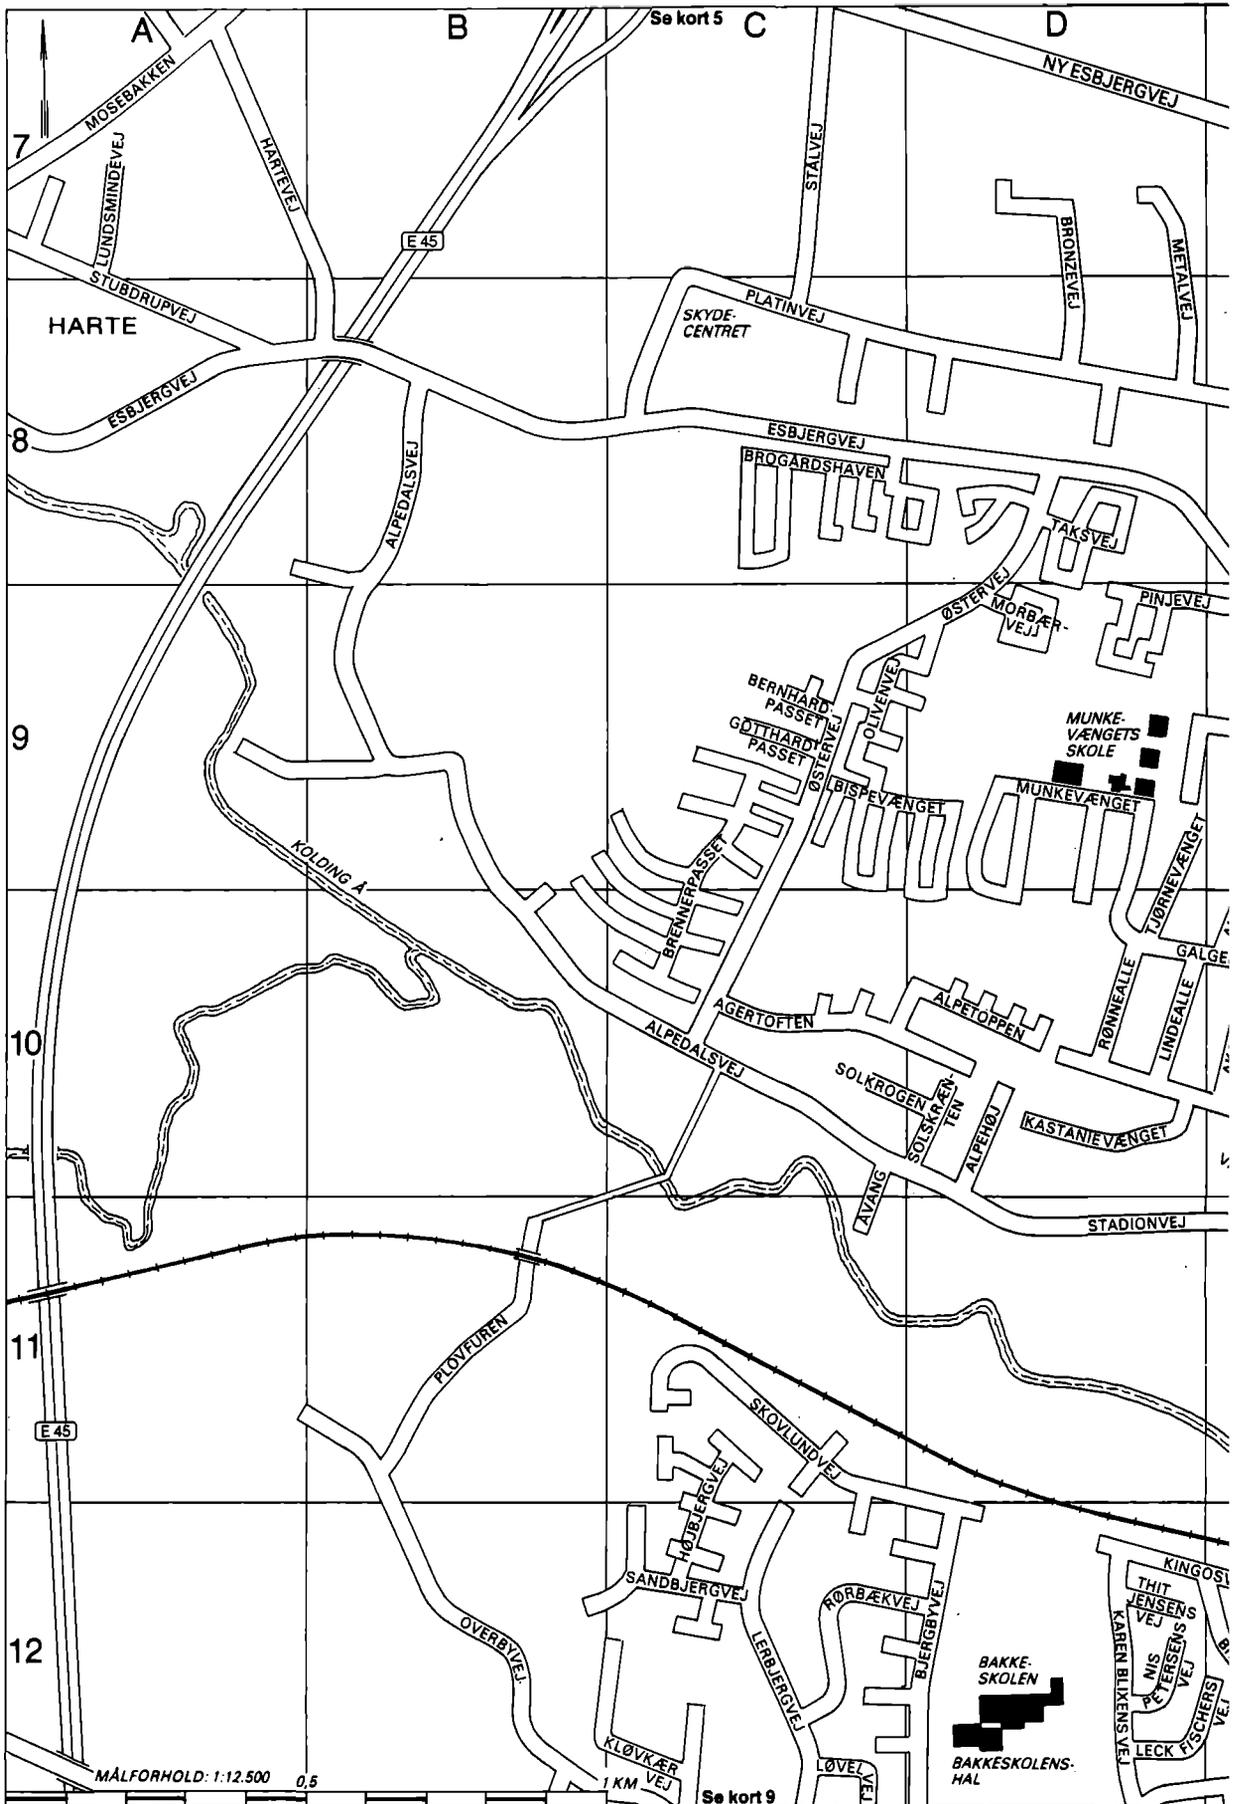 Se kort 5
A
B
C
D
NY ESBJERGVEJ
MOSEBAKKEN
7
LUNDSMINDEVEJ
HARTEVEJ
STÅLVEJ
E 45
BRONZEVEJ
METALVEJ
STUBDRUPVEJ
HARTE
PLATINVEJ
SKYDE-
CENTRET
ESBJERGVEJ
8
ESBJERGVEJ
BROGÅRDSHAVEN
ALPEDALSVEJ
TAKSVEJ
ØSTERVEJ
MORBÆR-
VEJ
PINJEVEJ
BERNHARD-
PASSET
OLIVENVEJ
GOTTHARD
PASSET
ØSTERVEJ
9
MUNKE-
VÆNGETS
SKOLE
MUNKEVÆNGET
BISPEVÆNGET
KOLDING Å
BRENNERPASSET
TJØRNEVÆNGET
GALGE
RØNNEALLE
LINDEALLE
AGERTOFTEN
ALPETOPPEN
10
ALPEDALSVEJ
SOLKROGEN
SOLSKRÆN-
TEN
ALPEHØJ
KASTANIEVÆNGET
ÅVANG
STADIONVEJ
11
PLOVFUREN
E 45
SKOVLUNDVEJ
HØJBJERGVEJ
SANDBJERGVEJ
RØRBÆKVEJ
BJERGBYVEJ
LERBJERGVEJ
KINGOSV
THIT
JENSENS
VEJ
NIS
PETERSENS
VEJ
KAREN BLIXENS VEJ
LECK FISCHERS
VEJ
12
OVERBYVEJ
BAKKE-
SKOLEN
BAKKESKOLENS-
HAL
KLØVKÆR
VEJ
LØVEL
VEJ
MÅLFORHOLD: 1:12.500
0,5
1 KM
Se kort 9